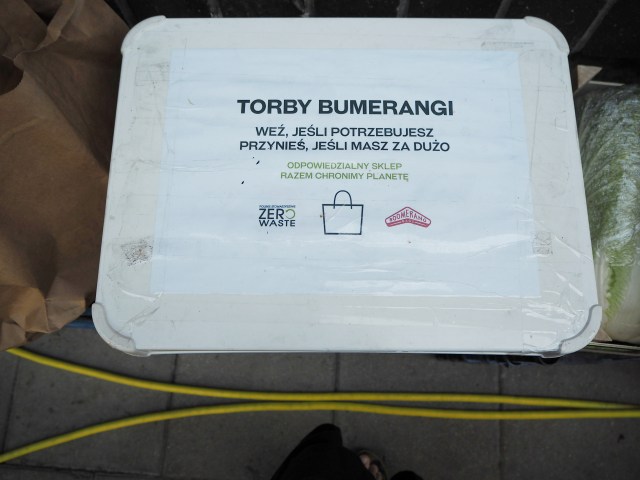 TORBY BUMERANGI
WEŹ, JEŚLI POTRZEBUJESZ
PRZYNIEŚ, JEŚLI MASZ ZA DUŻO
ODPOWIEDZIALNY SKLEP
RAZEM CHRONIMY PLANETĘ
ZERO
WASTE
BOOMERANG